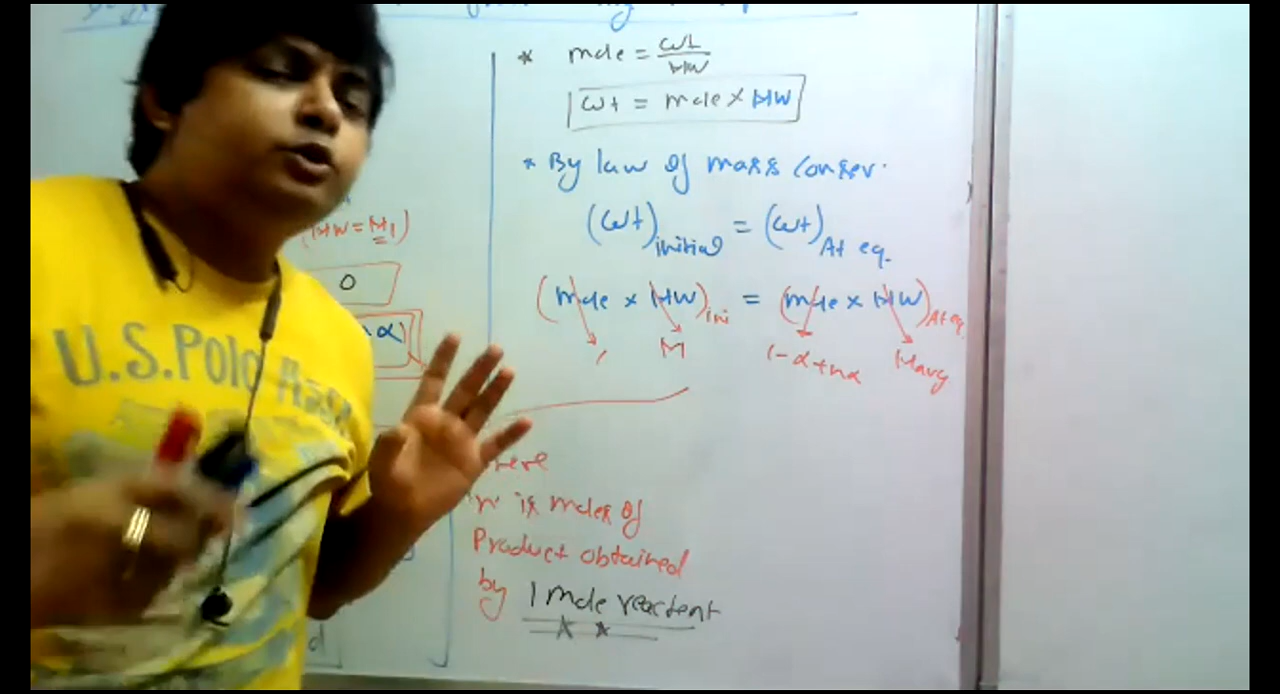 * mole = wt/MW
wt = mole × MW
* By law of mass conser.
(wt)initial = (wt)At eq.
(mole × MW)ini = (mole × MW)At eq.
1 M 1-α+nα Mavg
(MW = M1)
0
α)
U.S.Polo Assn
'n' is moles of
Product obtained
by 1 mole reactent
d